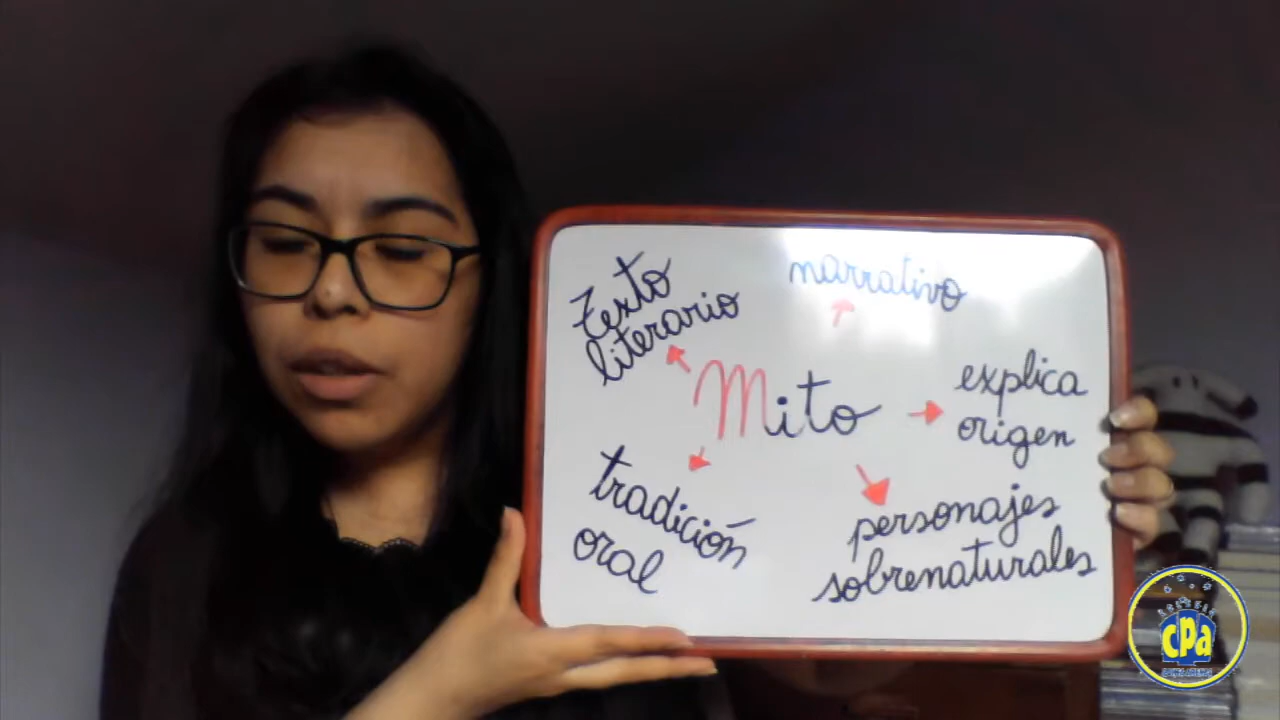 Texto
literario
narrativo
Mito
explica
origen
tradición
oral
personajes
sobrenaturales
cPa